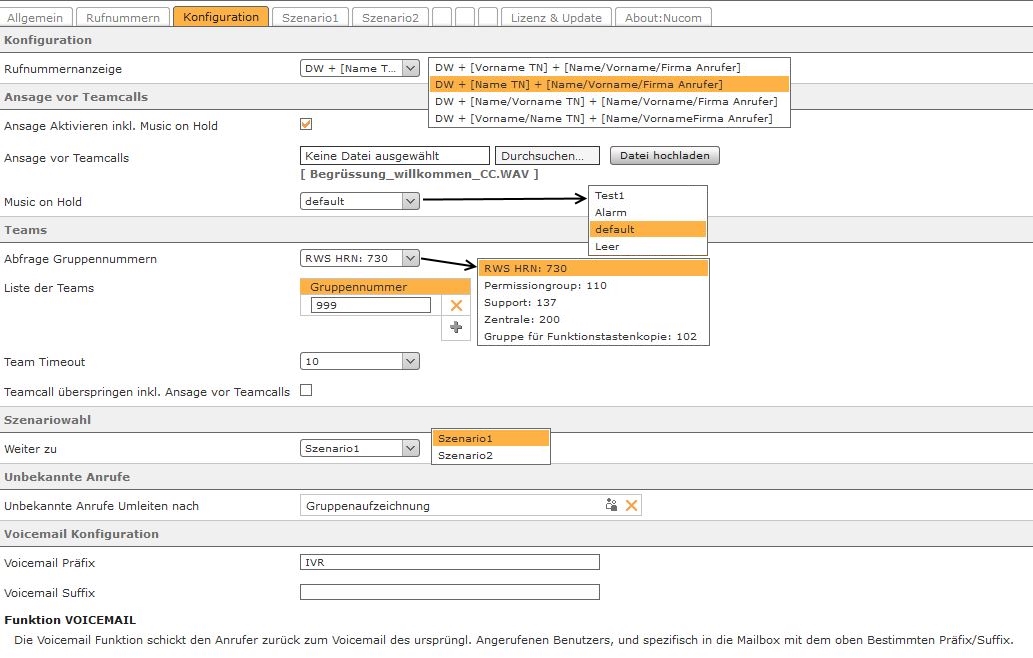 Allgemein Rufnummern Konfiguration Szenario1 Szenario2 Lizenz & Update About:Nucom
Konfiguration
Rufnummernanzeige DW + [Name T...
DW + [Vorname TN] + [Name/Vorname/Firma Anrufer]
DW + [Name TN] + [Name/Vorname/Firma Anrufer]
DW + [Name/Vorname TN] + [Name/Vorname/Firma Anrufer]
DW + [Vorname/Name TN] + [Name/VornameFirma Anrufer]
Ansage vor Teamcalls
Ansage Aktivieren inkl. Music on Hold
Ansage vor Teamcalls Keine Datei ausgewählt Durchsuchen... Datei hochladen
[ Begrüssung_willkommen_CC.WAV ]
Music on Hold default
Test1
Alarm
default
Leer
Teams
Abfrage Gruppennummern RWS HRN: 730
RWS HRN: 730
Permissiongroup: 110
Support: 137
Zentrale: 200
Gruppe für Funktionstastenkopie: 102
Liste der Teams Gruppennummer
999
Team Timeout 10
Teamcall überspringen inkl. Ansage vor Teamcalls
Szenariowahl
Weiter zu Szenario1
Szenario1
Szenario2
Unbekannte Anrufe
Unbekannte Anrufe Umleiten nach Gruppenaufzeichnung
Voicemail Konfiguration
Voicemail Präfix IVR
Voicemail Suffix
Funktion VOICEMAIL
Die Voicemail Funktion schickt den Anrufer zurück zum Voicemail des ursprüngl. Angerufenen Benutzers, und spezifisch in die Mailbox mit dem oben Bestimmten Präfix/Suffix.